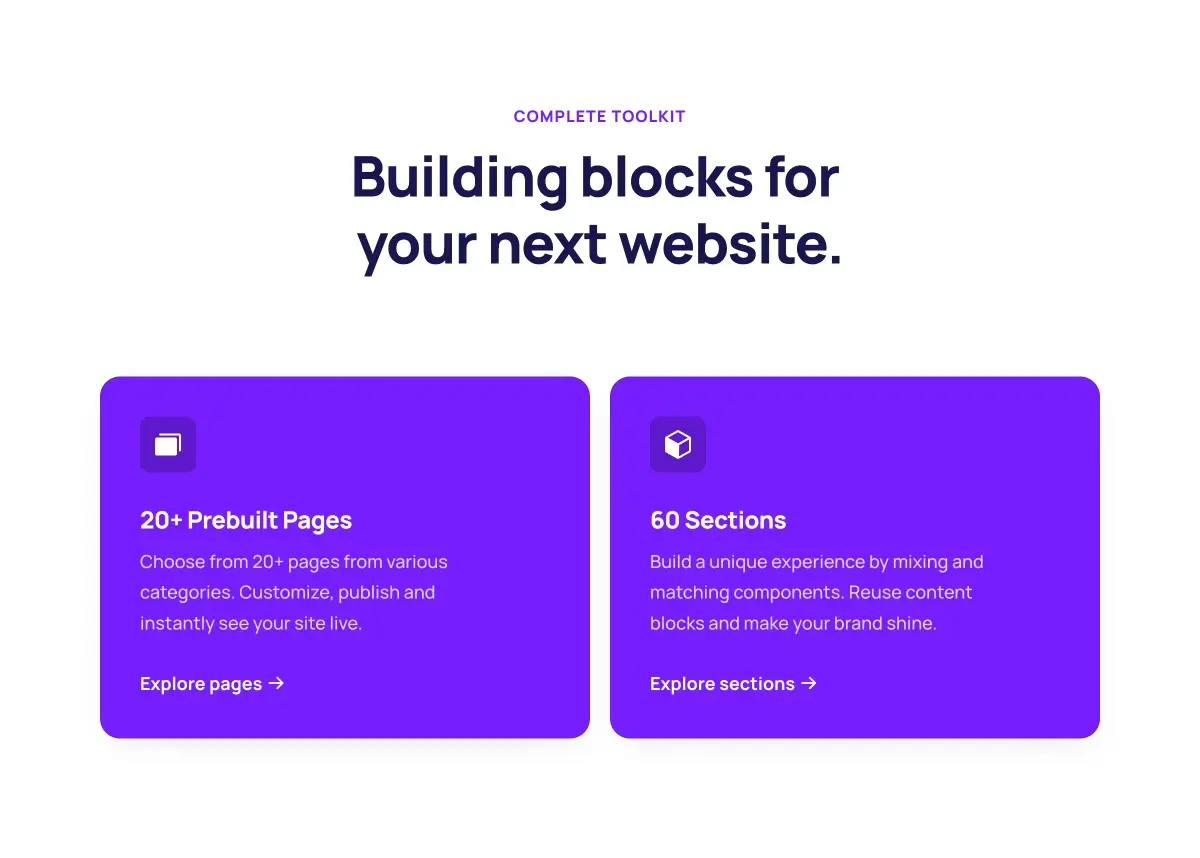 COMPLETE TOOLKIT
Building blocks for
your next website.
20+ Prebuilt Pages
Choose from 20+ pages from various
categories. Customize, publish and
instantly see your site live.
Explore pages →
60 Sections
Build a unique experience by mixing and
matching components. Reuse content
blocks and make your brand shine.
Explore sections →